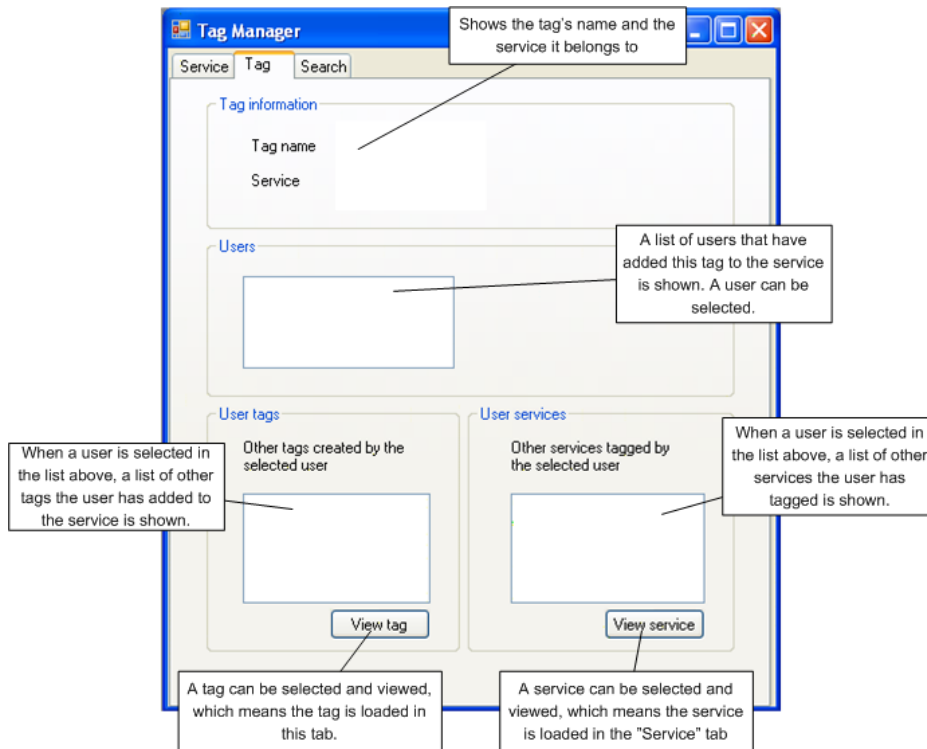 Tag Manager
Shows the tag's name and the
service it belongs to
Service
Tag
Search
Tag information
Tag name
Service
Users
A list of users that have
added this tag to the service
is shown. A user can be
selected.
User tags
Other tags created by the
selected user
User services
Other services tagged by
the selected user
When a user is selected in
the list above, a list of other
tags the user has added to
the service is shown.
When a user is selected in
the list above, a list of other
services the user has
tagged is shown.
View tag
View service
A tag can be selected and viewed,
which means the tag is loaded in
this tab.
A service can be selected and
viewed, which means the service
is loaded in the "Service" tab